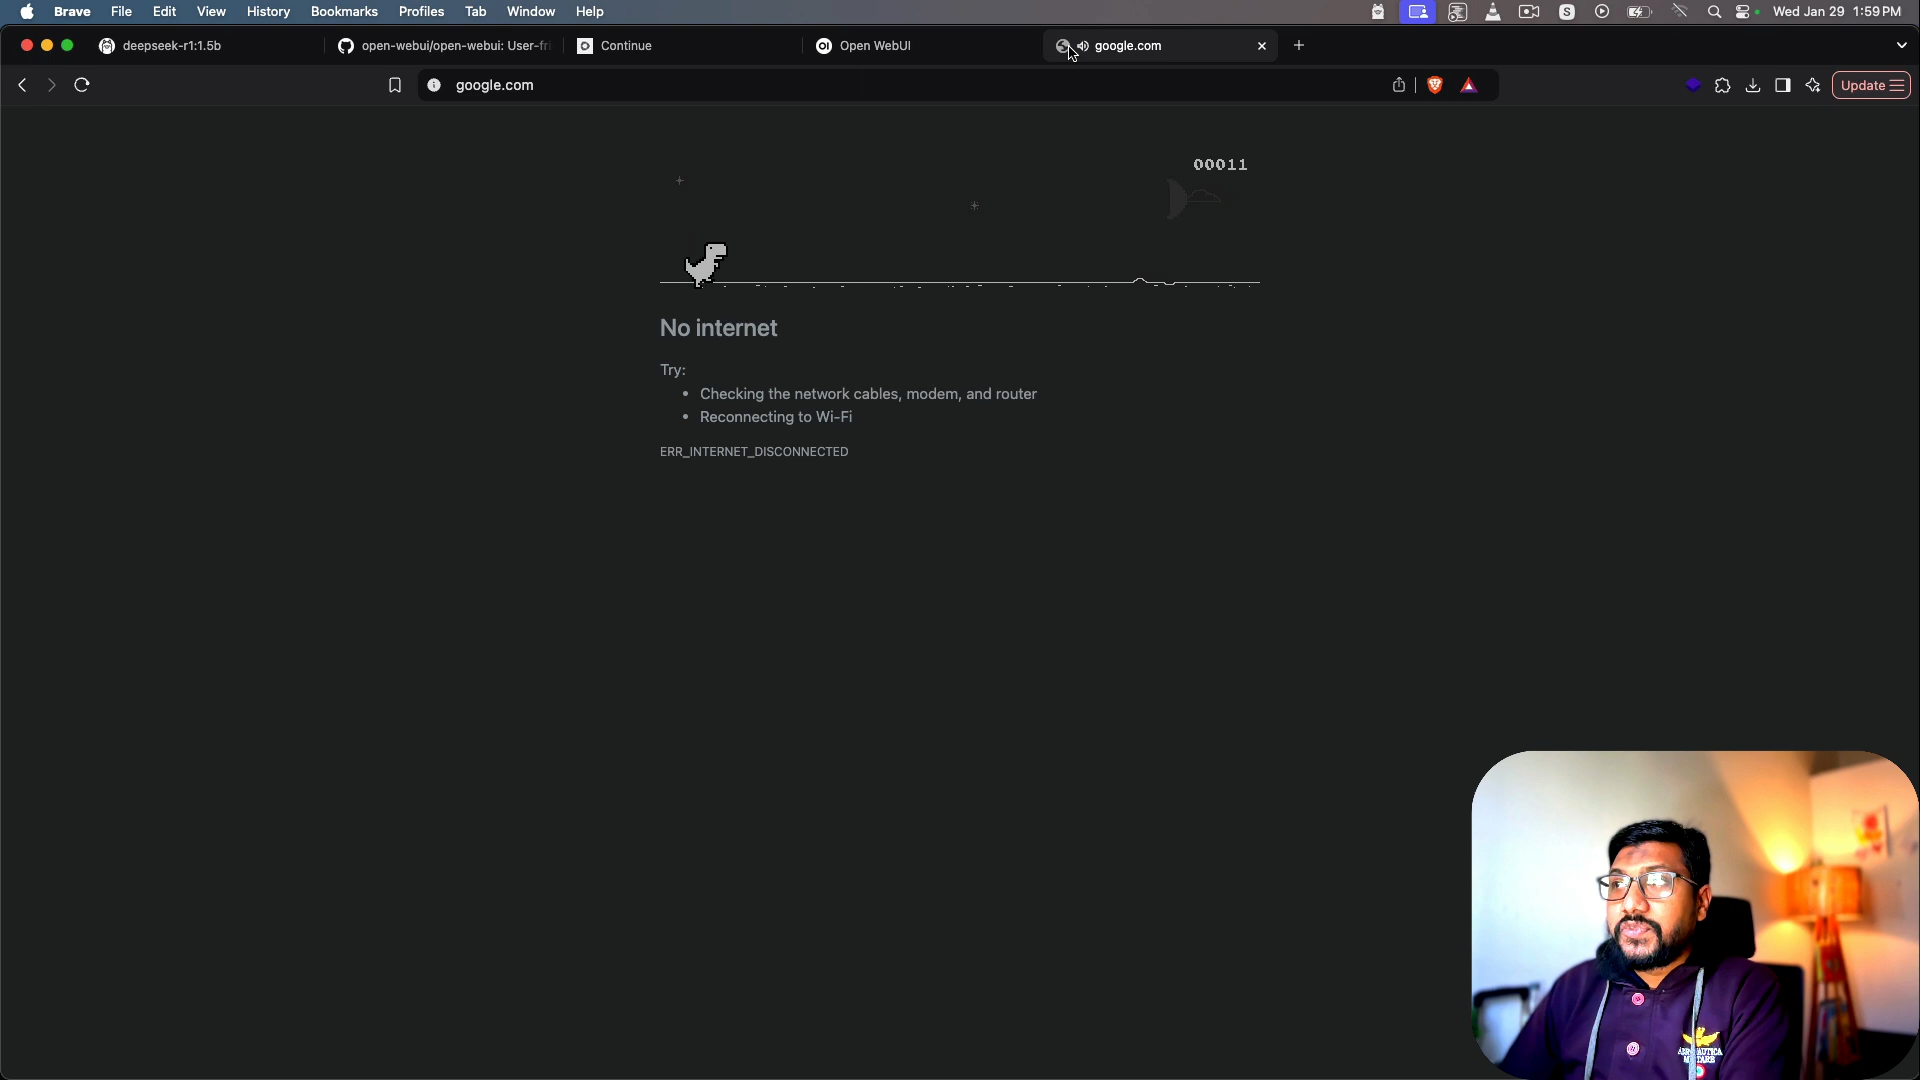 Brave File Edit View History Bookmarks Profiles Tab Window Help S Wed Jan 29 1:59 PM
deepseek-r1:1.5b open-webui/open-webui: User-fri Continue OI Open WebUI google.com
google.com Update
00011
No internet
Try:
• Checking the network cables, modem, and router
• Reconnecting to Wi-Fi
ERR_INTERNET_DISCONNECTED